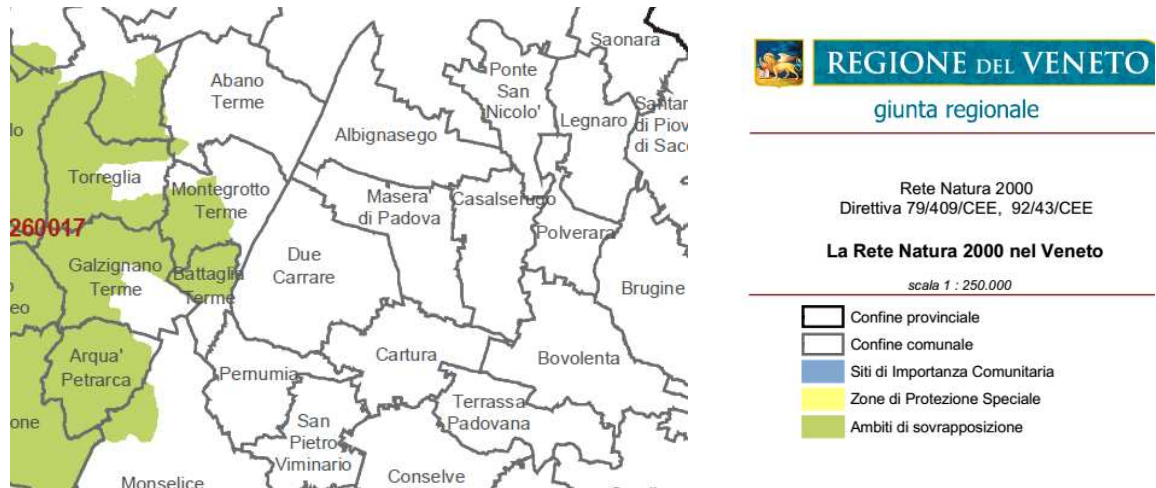 Saonara
Abano
Terme
Ponte
San
Nicolo'
Legnaro
Albignasego
di Piov
Torreglia
Montegrotto
Terme
Masera'
di Padova
Casalserugo
260017
Polverara
Galzignano
Terme
Battaglia
Terme
Due
Carrare
Brugine
eo
Arqua'
Petrarca
Pernumia
Cartura
Bovolenta
one
San
Pietro
Viminario
Terrassa
Padovana
Monselice
Conselve
REGIONE DEL VENETO
giunta regionale
Rete Natura 2000
Direttiva 79/409/CEE, 92/43/CEE
La Rete Natura 2000 nel Veneto
scala 1 : 250.000
Confine provinciale
Confine comunale
Siti di Importanza Comunitaria
Zone di Protezione Speciale
Ambiti di sovrapposizione